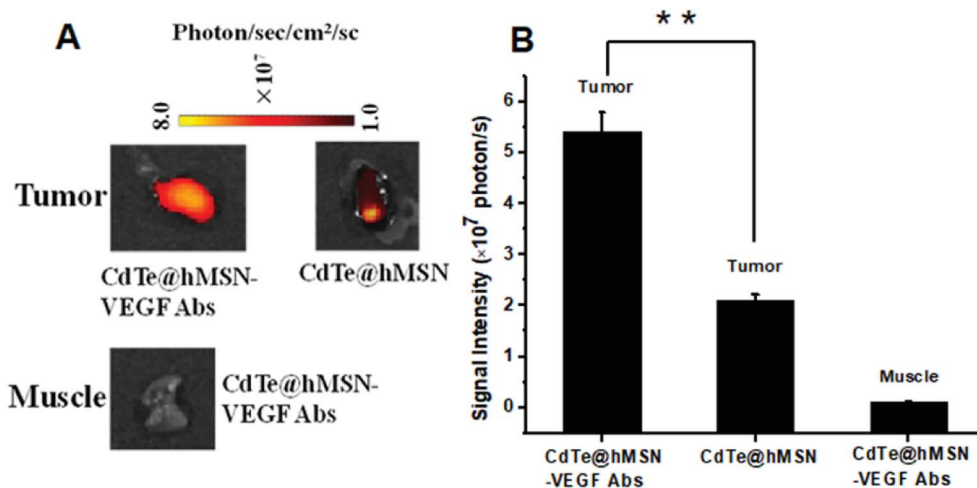 A
Photon/sec/cm²/sc
×10⁷
8.0
1.0
Tumor
CdTe@hMSN-
VEGF Abs
CdTe@hMSN
Muscle
CdTe@hMSN-
VEGF Abs
B
**
Signal Intensity (×10⁷ photon/s)
6
5
4
3
2
1
0
Tumor
Tumor
Muscle
CdTe@hMSN
-VEGF Abs
CdTe@hMSN
CdTe@hMSN
-VEGF Abs